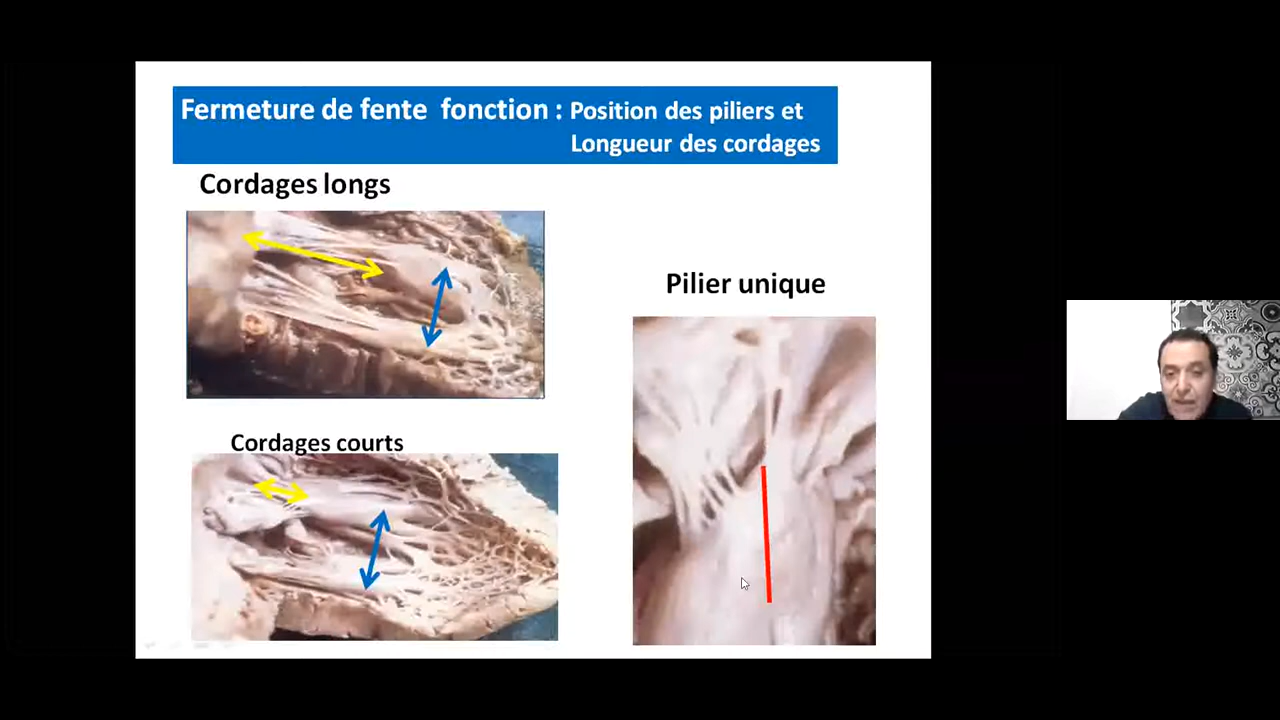 Fermeture de fente fonction : Position des piliers et
Longueur des cordages
Cordages longs
Pilier unique
Cordages courts